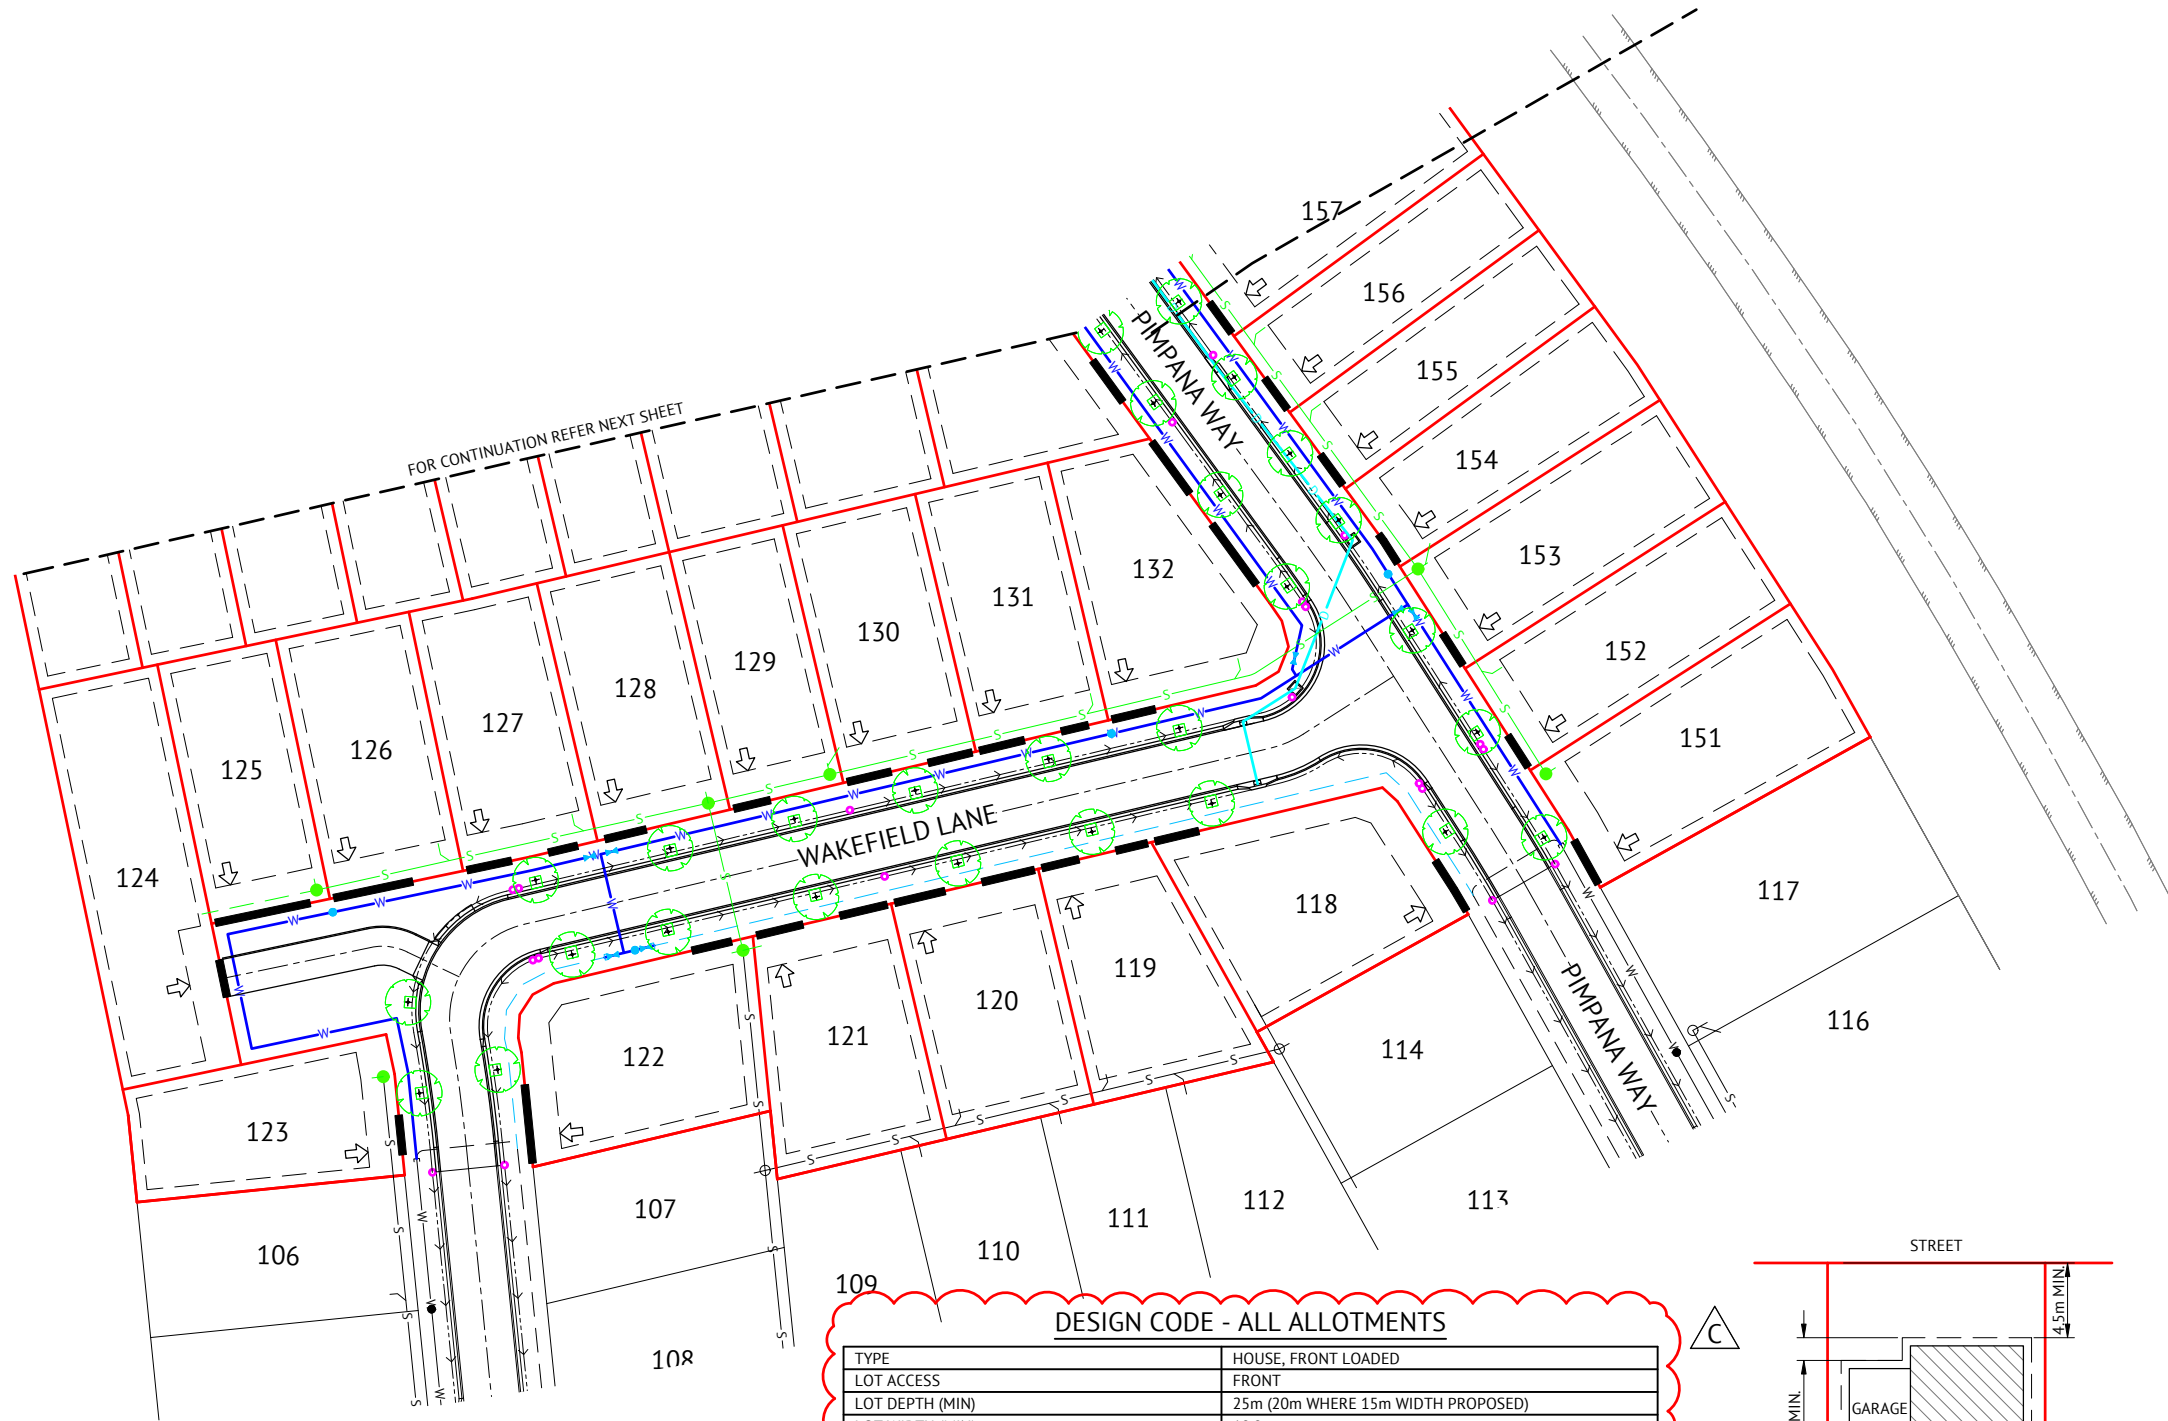 157
156
155
154
153
152
151
117
116
PIMPANA WAY
FOR CONTINUATION REFER NEXT SHEET
132
131
130
129
128
127
126
125
124
123
WAKEFIELD LANE
118
119
120
121
122
PIMPANA WAY
114
113
112
111
110
109
108
107
106
STREET
4.5m MIN.
MIN.
GARAGE
C
DESIGN CODE - ALL ALLOTMENTS
TYPE HOUSE, FRONT LOADED
LOT ACCESS FRONT
LOT DEPTH (MIN) 25m (20m WHERE 15m WIDTH PROPOSED)